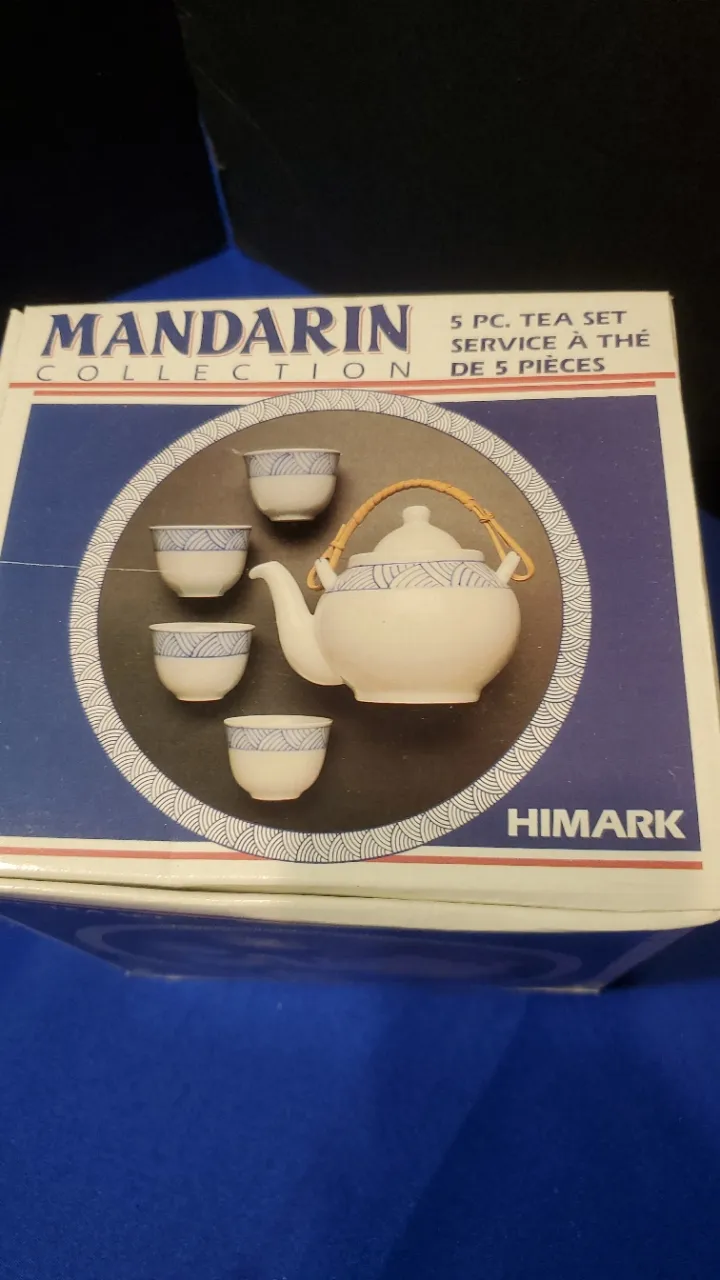 MANDARIN
COLLECTION
5 PC. TEA SET
SERVICE À THÉ
DE 5 PIÈCES
HIMARK